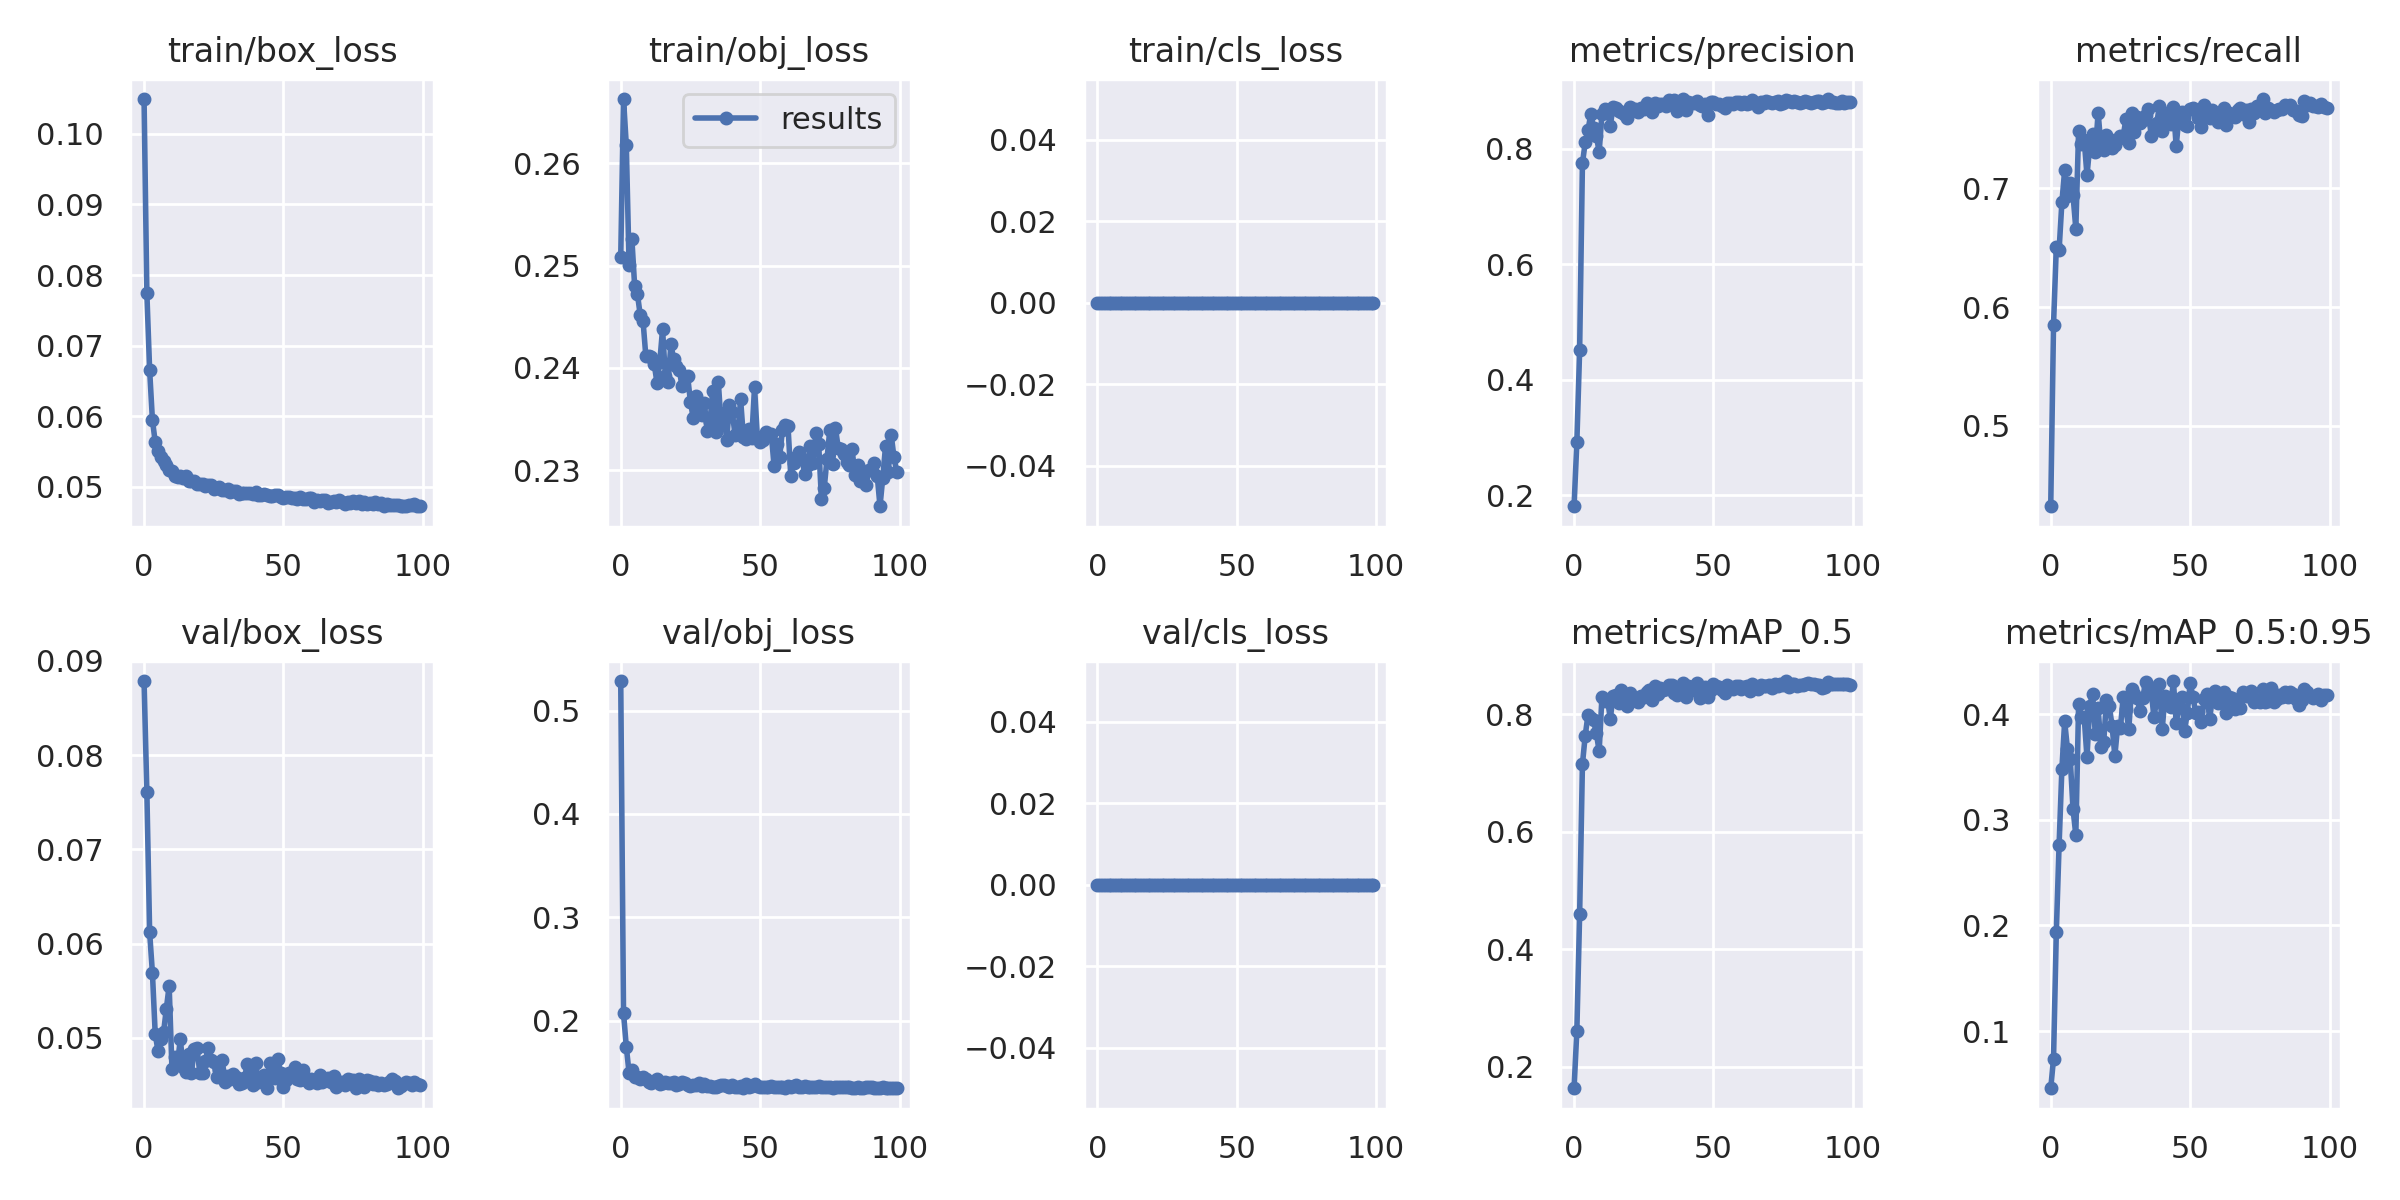 train/box_loss
0.10
0.09
0.08
0.07
0.06
0.05
0 50 100
train/obj_loss
results
0.26
0.25
0.24
0.23
0 50 100
train/cls_loss
0.04
0.02
0.00
−0.02
−0.04
0 50 100
metrics/precision
0.8
0.6
0.4
0.2
0 50 100
metrics/recall
0.7
0.6
0.5
0 50 100
val/box_loss
0.09
0.08
0.07
0.06
0.05
0 50 100
val/obj_loss
0.5
0.4
0.3
0.2
0 50 100
val/cls_loss
0.04
0.02
0.00
−0.02
−0.04
0 50 100
metrics/mAP_0.5
0.8
0.6
0.4
0.2
0 50 100
metrics/mAP_0.5:0.95
0.4
0.3
0.2
0.1
0 50 100